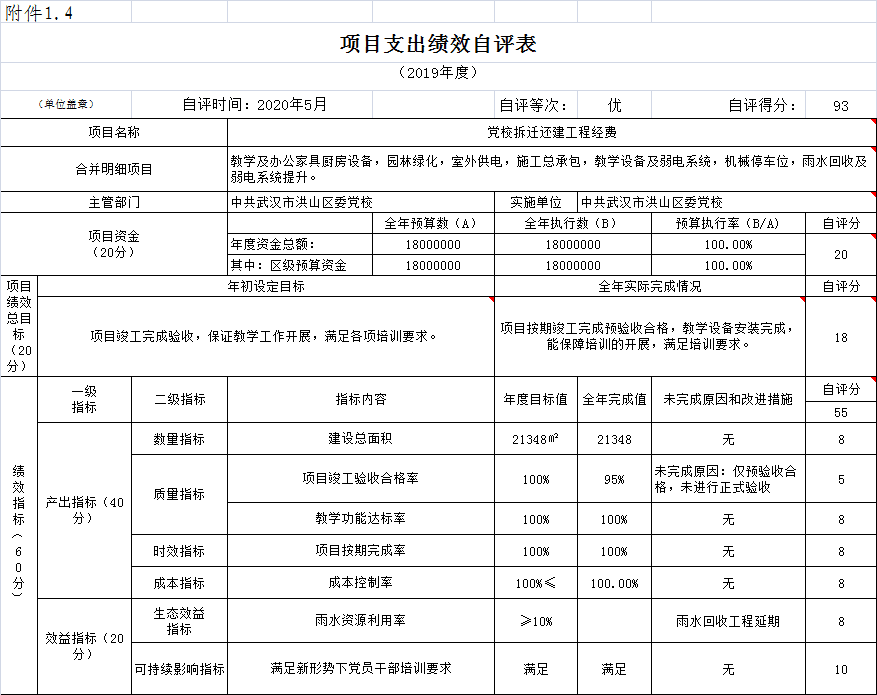 附件1.4
项目支出绩效自评表
（2019年度）
（单位盖章） 自评时间：2020年5月 自评等次： 优 自评得分： 93
项目名称 党校拆迁还建工程经费
合并明细项目 教学及办公家具厨房设备，园林绿化，室外供电，施工总承包，教学设备及弱电系统，机械停车位，雨水回收及
弱电系统提升。
主管部门 中共武汉市洪山区委党校 实施单位 中共武汉市洪山区委党校
项目资金
（20分）
全年预算数（A） 全年执行数（B） 预算执行率（B/A） 自评分
年度资金总额： 18000000 18000000 100.00% 20
其中：区级预算资金 18000000 18000000 100.00%
项目
绩效
总目
标
（20
分）
年初设定目标 全年实际完成情况 自评分
项目竣工完成验收，保证教学工作开展，满足各项培训要求。
项目按期竣工完成预验收合格，教学设备安装完成，
能保障培训的开展，满足培训要求。
18
绩
效
指
标
（
6
0
分
）
一级
指标
二级指标 指标内容 年度目标值 全年完成值 未完成原因和改进措施 自评分
55
产出指标（40
分）
数量指标 建设总面积 21348㎡ 21348 无 8
质量指标
项目竣工验收合格率 100% 95% 未完成原因：仅预验收合
格，未进行正式验收 5
教学功能达标率 100% 100% 无 8
时效指标 项目按期完成率 100% 100% 无 8
成本指标 成本控制率 100%≤ 100.00% 无 8
效益指标（20
分）
生态效益
指标
雨水资源利用率 ≥10% 雨水回收工程延期 8
可持续影响指标 满足新形势下党员干部培训要求 满足 满足 无 10